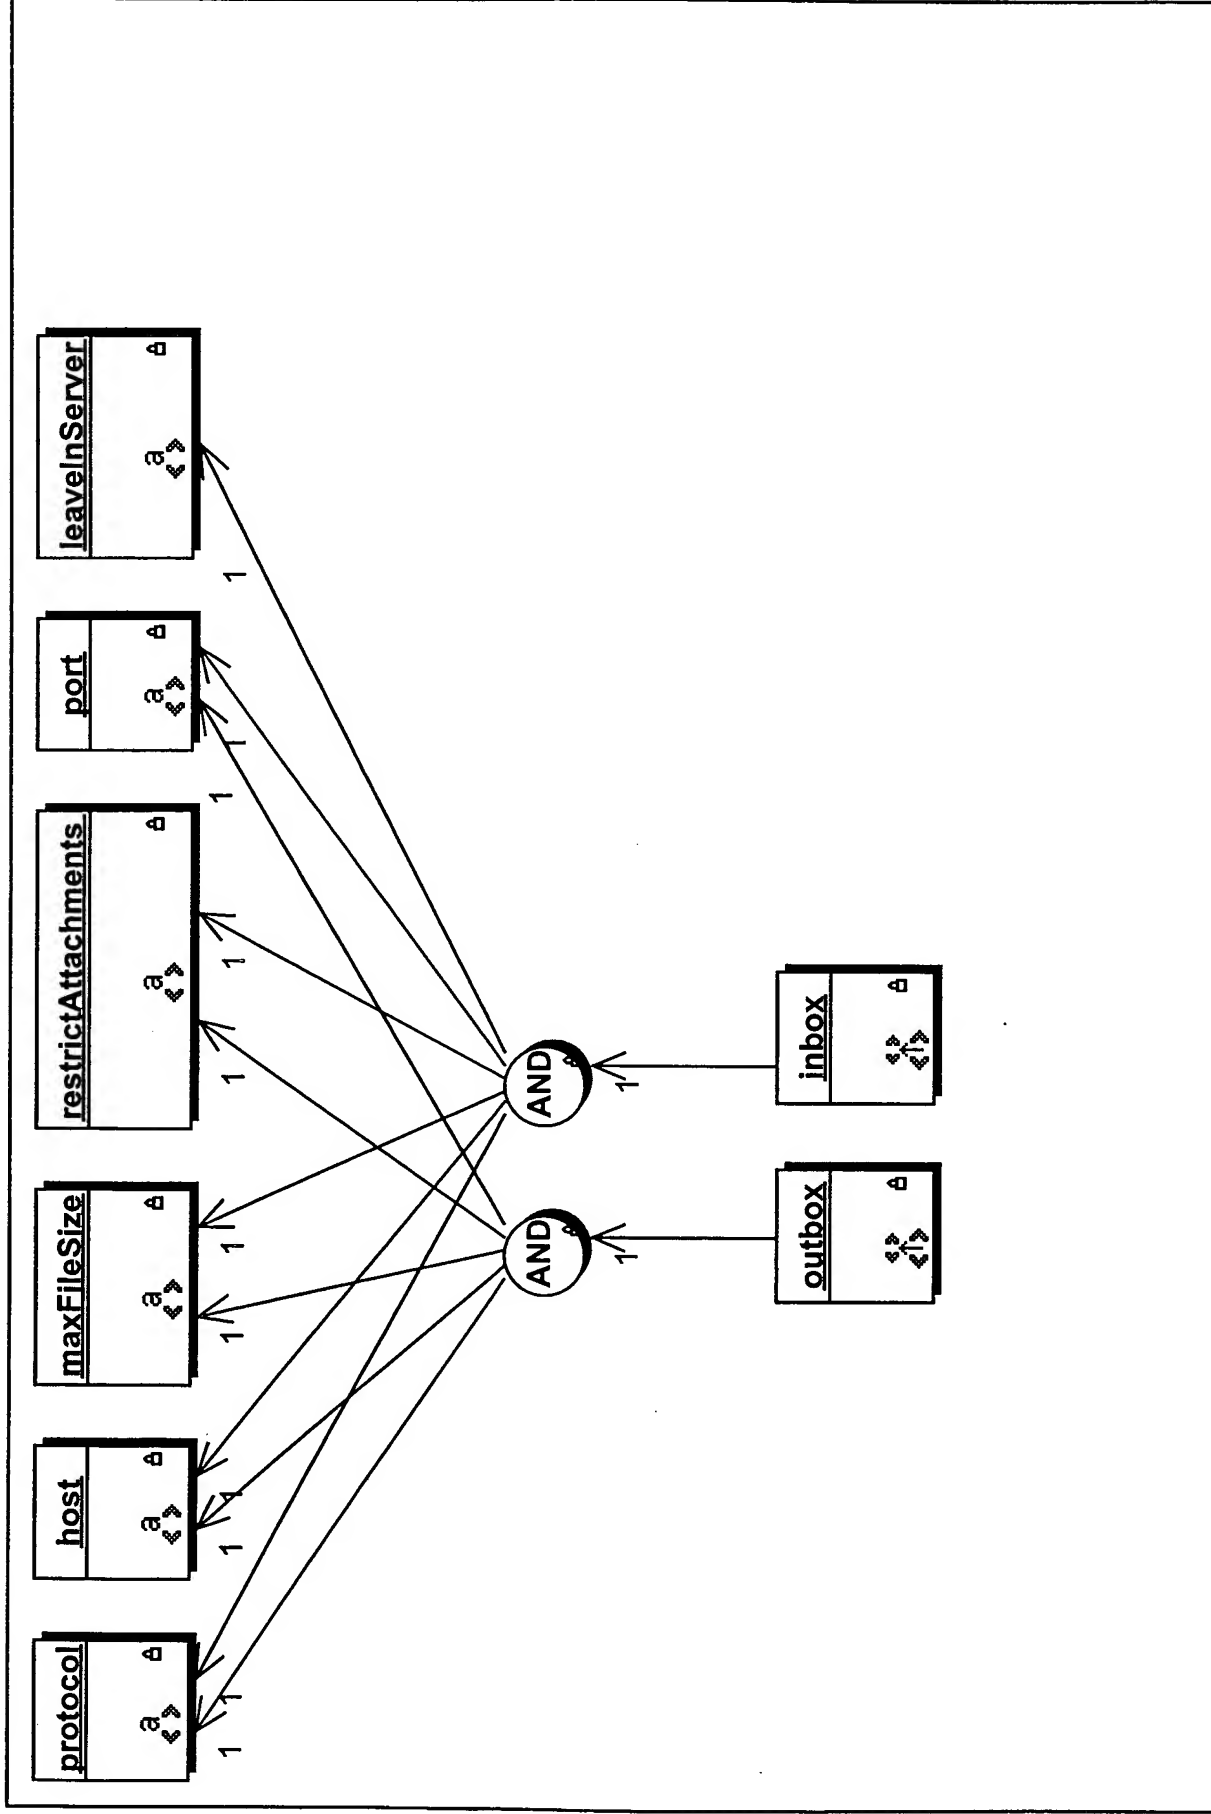 protocol
host
maxFileSize
restrictAttachments
port
leaveInServer
a
<>
a
<>
a
<>
a
<>
a
<>
a
<>
1
1
1
1
1
1
1
1
1
1
1
AND
AND
1
1
outbox
inbox